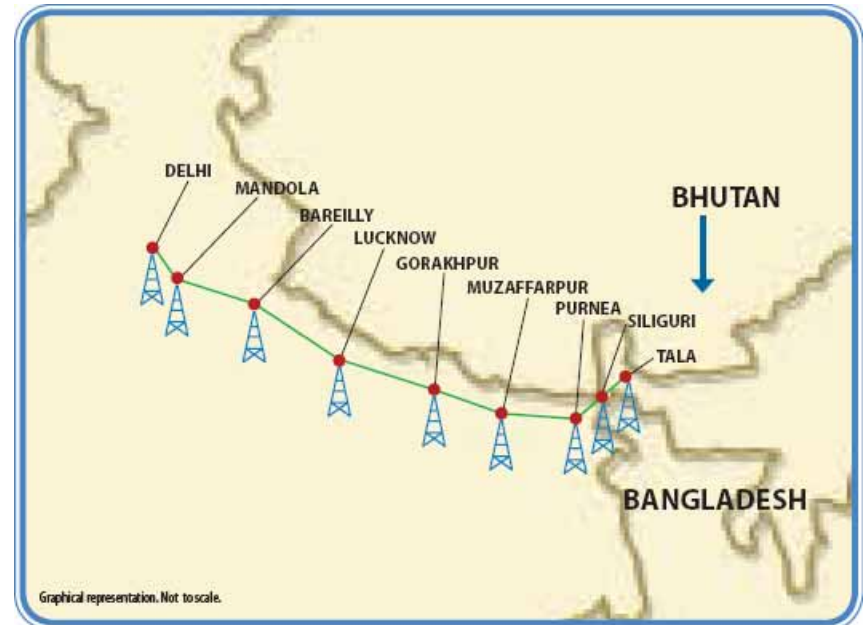 DELHI
MANDOLA
BAREILLY
LUCKNOW
GORAKHPUR
MUZAFFARPUR
PURNEA
SILIGURI
TALA
BHUTAN
BANGLADESH
Graphical representation. Not to scale.